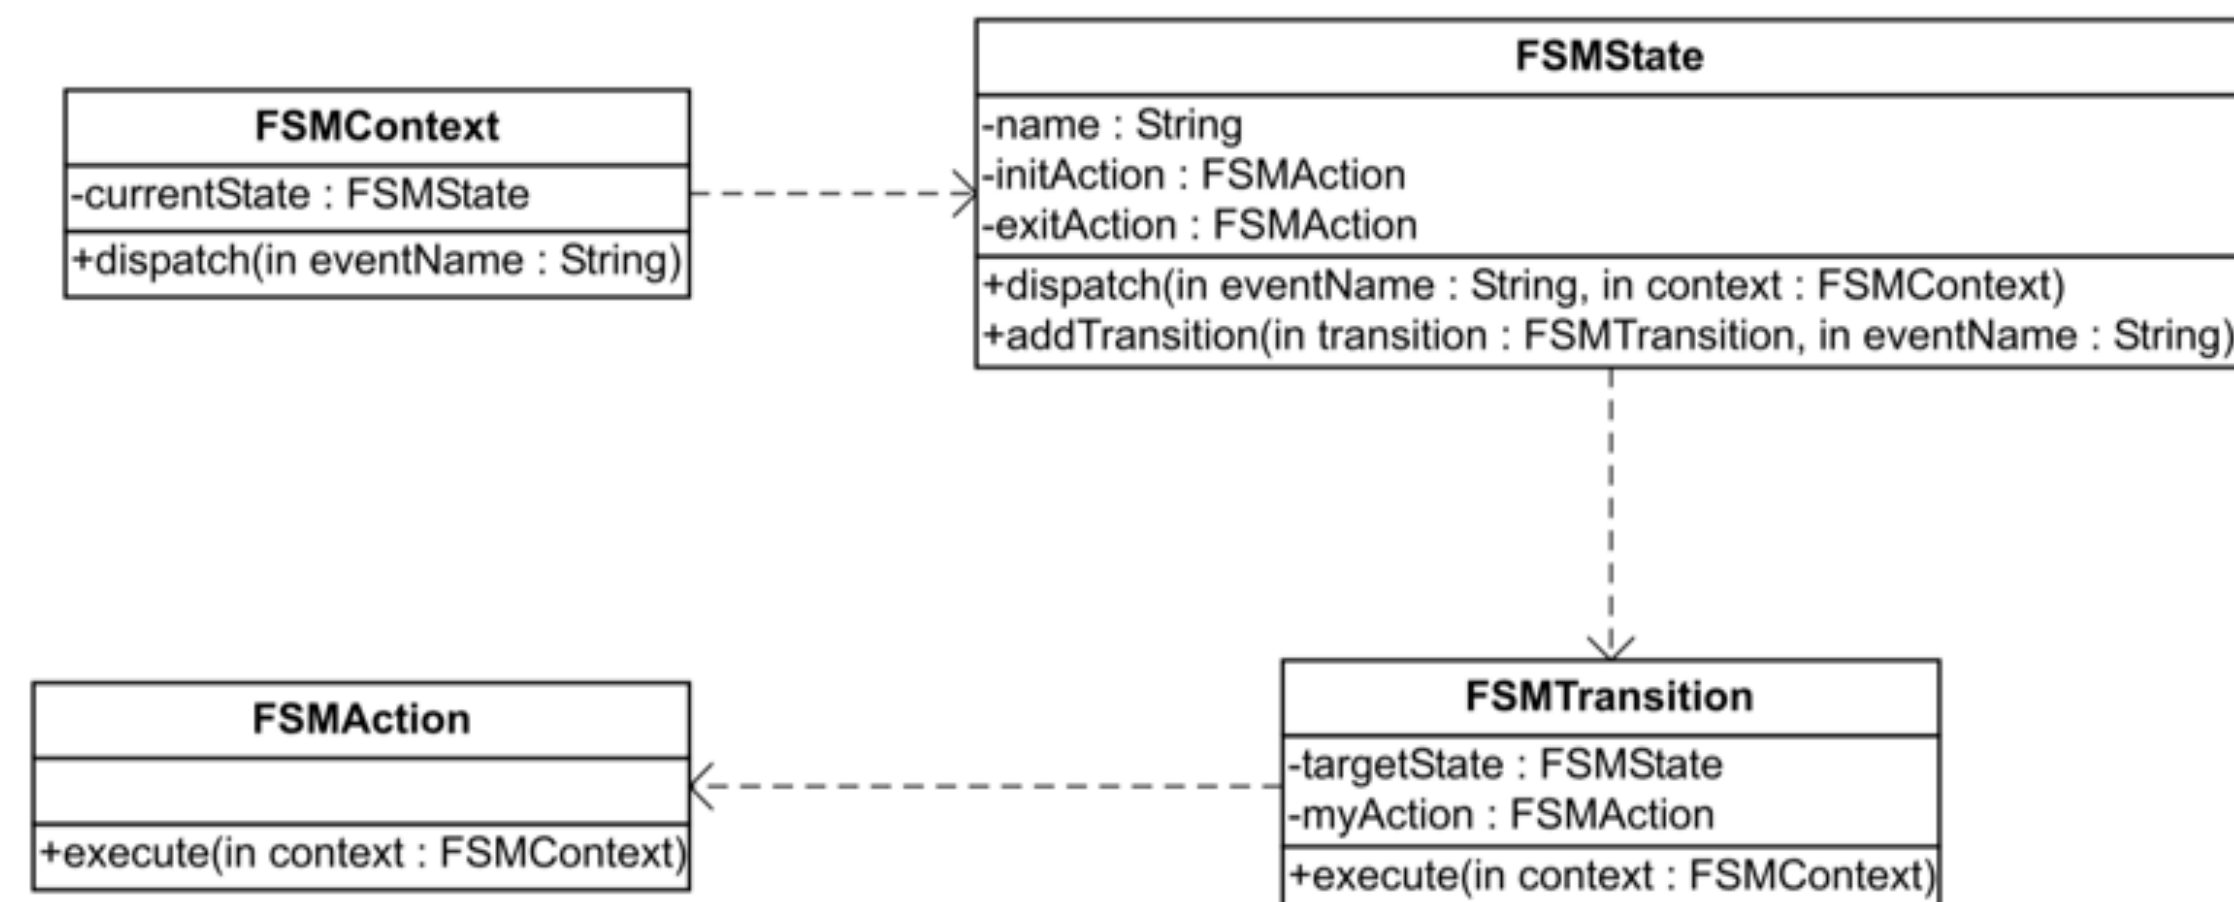 FSMContext
-currentState : FSMState
+dispatch(in eventName : String)
FSMState
-name : String
-initAction : FSMAction
-exitAction : FSMAction
+dispatch(in eventName : String, in context : FSMContext)
+addTransition(in transition : FSMTransition, in eventName : String)
FSMAction
+execute(in context : FSMContext)
FSMTransition
-targetState : FSMState
-myAction : FSMAction
+execute(in context : FSMContext)